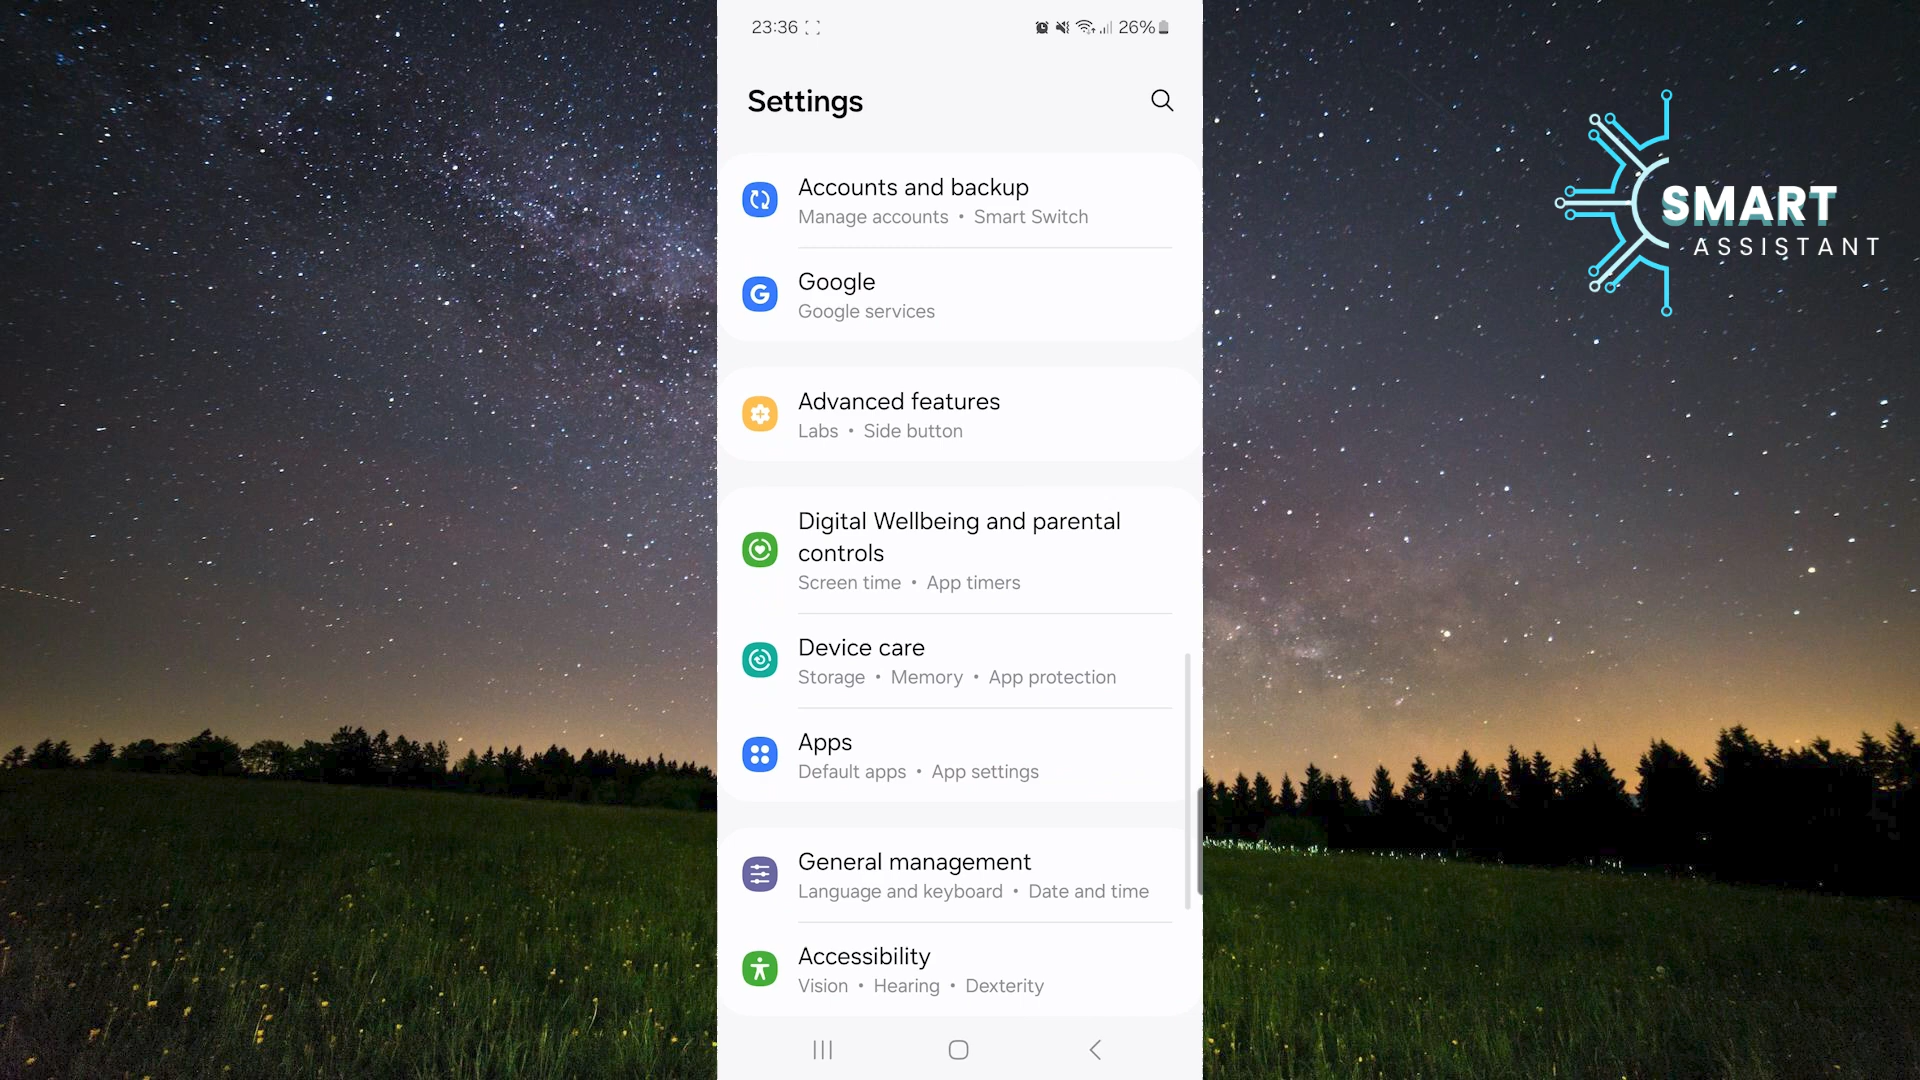 23:36
26%
Settings
Accounts and backup
Manage accounts • Smart Switch
Google
Google services
Advanced features
Labs • Side button
Digital Wellbeing and parental
controls
Screen time • App timers
Device care
Storage • Memory • App protection
Apps
Default apps • App settings
General management
Language and keyboard • Date and time
Accessibility
Vision • Hearing • Dexterity
SMART
ASSISTANT